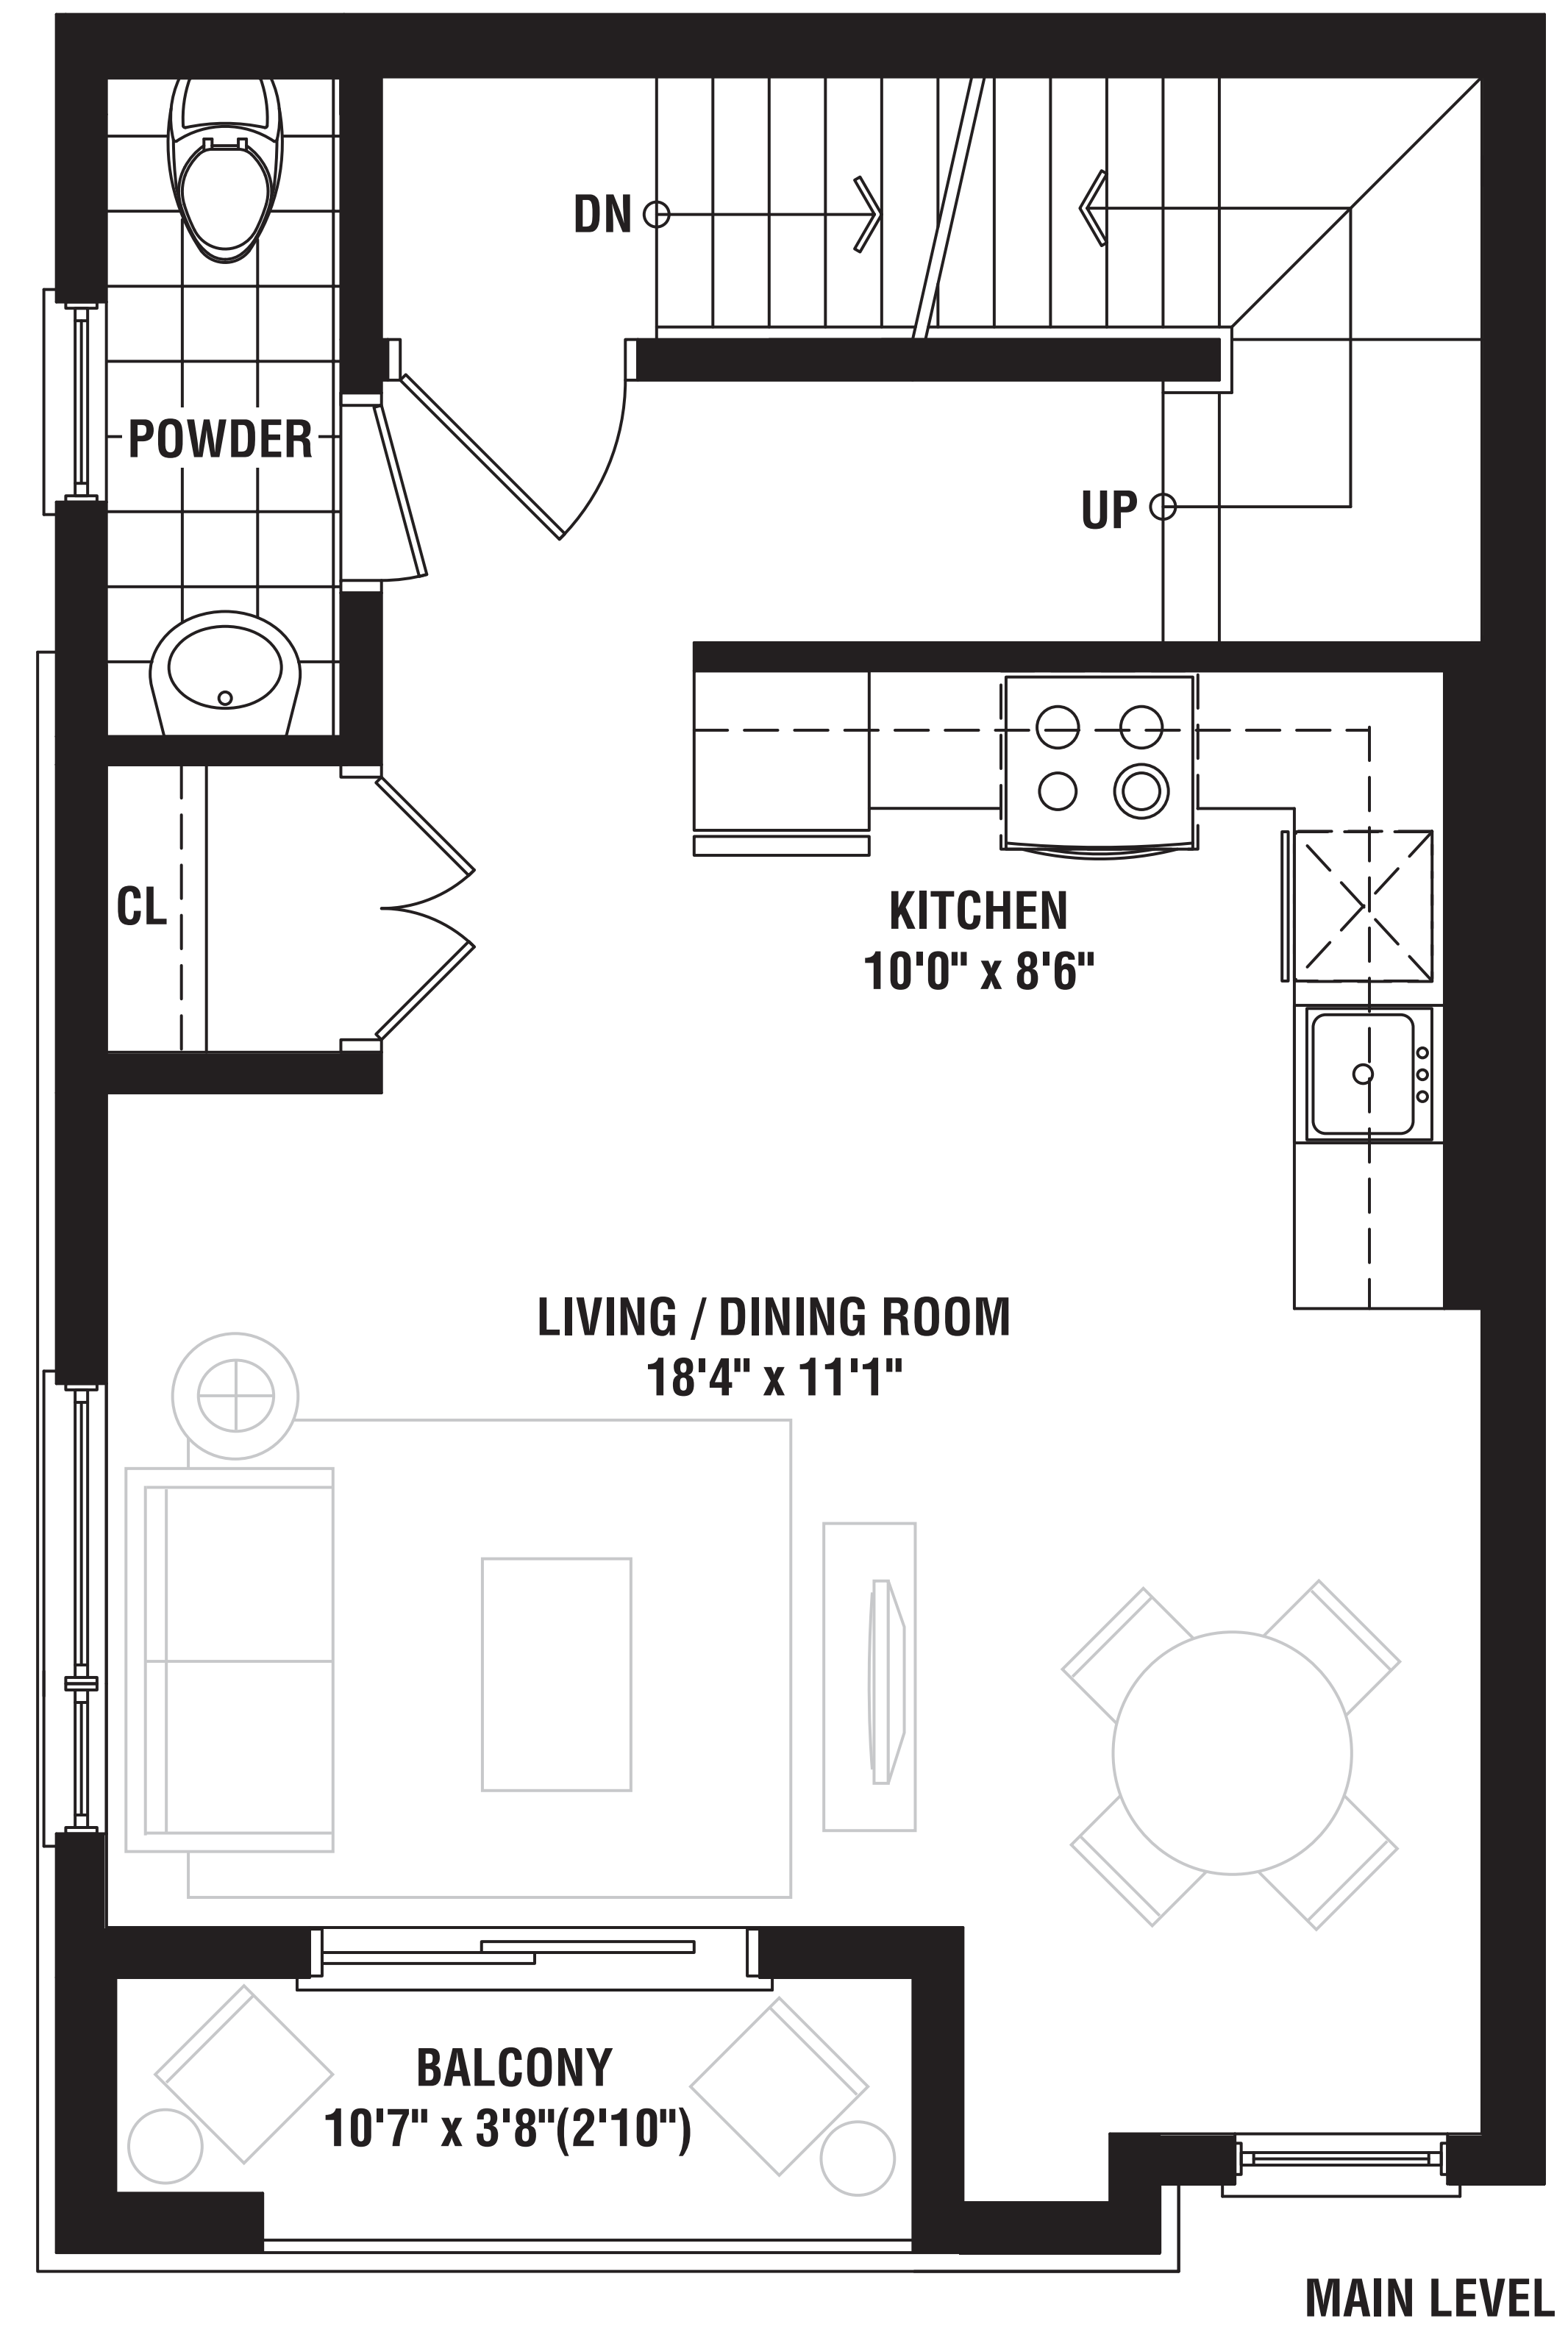 DN
POWDER
UP
CL
KITCHEN
10'0" x 8'6"
LIVING / DINING ROOM
18'4" x 11'1"
BALCONY
10'7" x 3'8"(2'10")
MAIN LEVEL